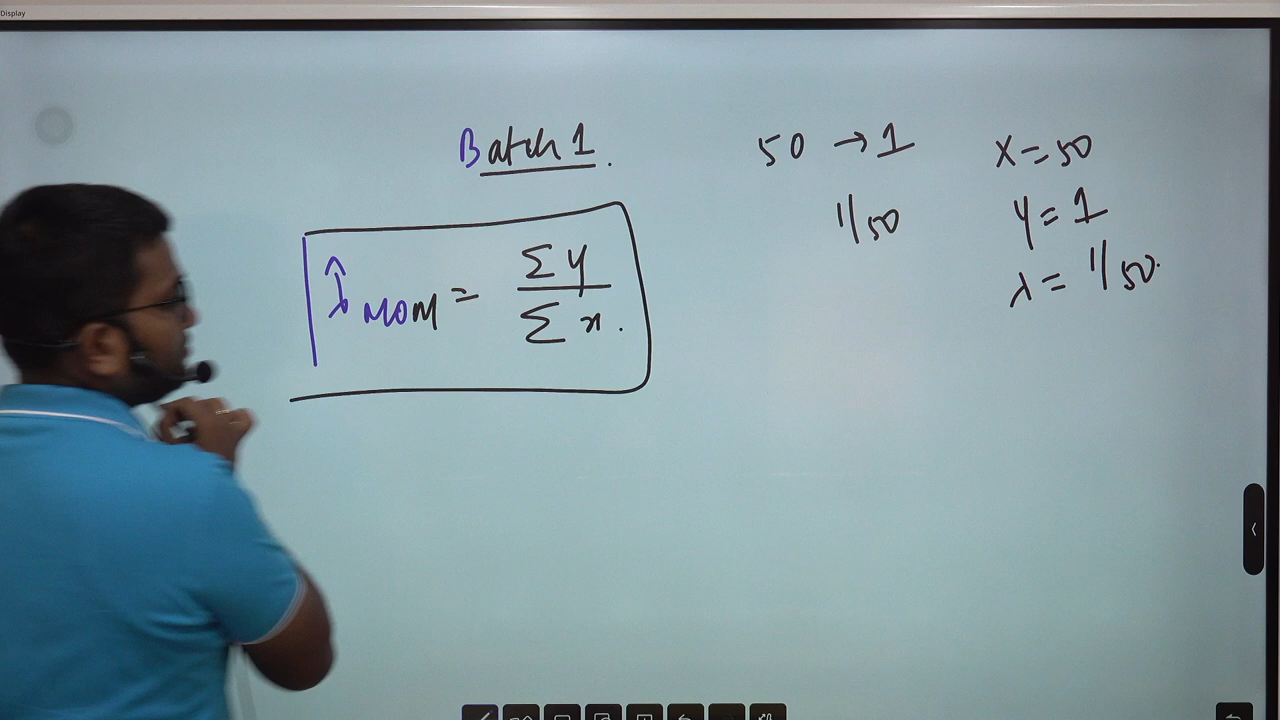 Display
Batch 1.
λ̂ MOM = Σy / Σx.
50 → 1
1/50
x = 50
y = 1
λ = 1/50.